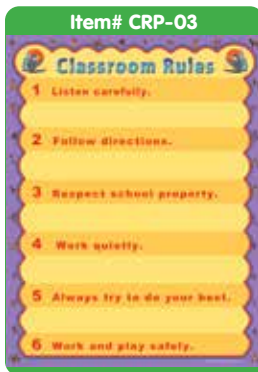 Item# CRP-03
Classroom Rules
1 Listen carefully.
2 Follow directions.
3 Respect school property.
4 Work quietly.
5 Always try to do your best.
6 Work and play safely.